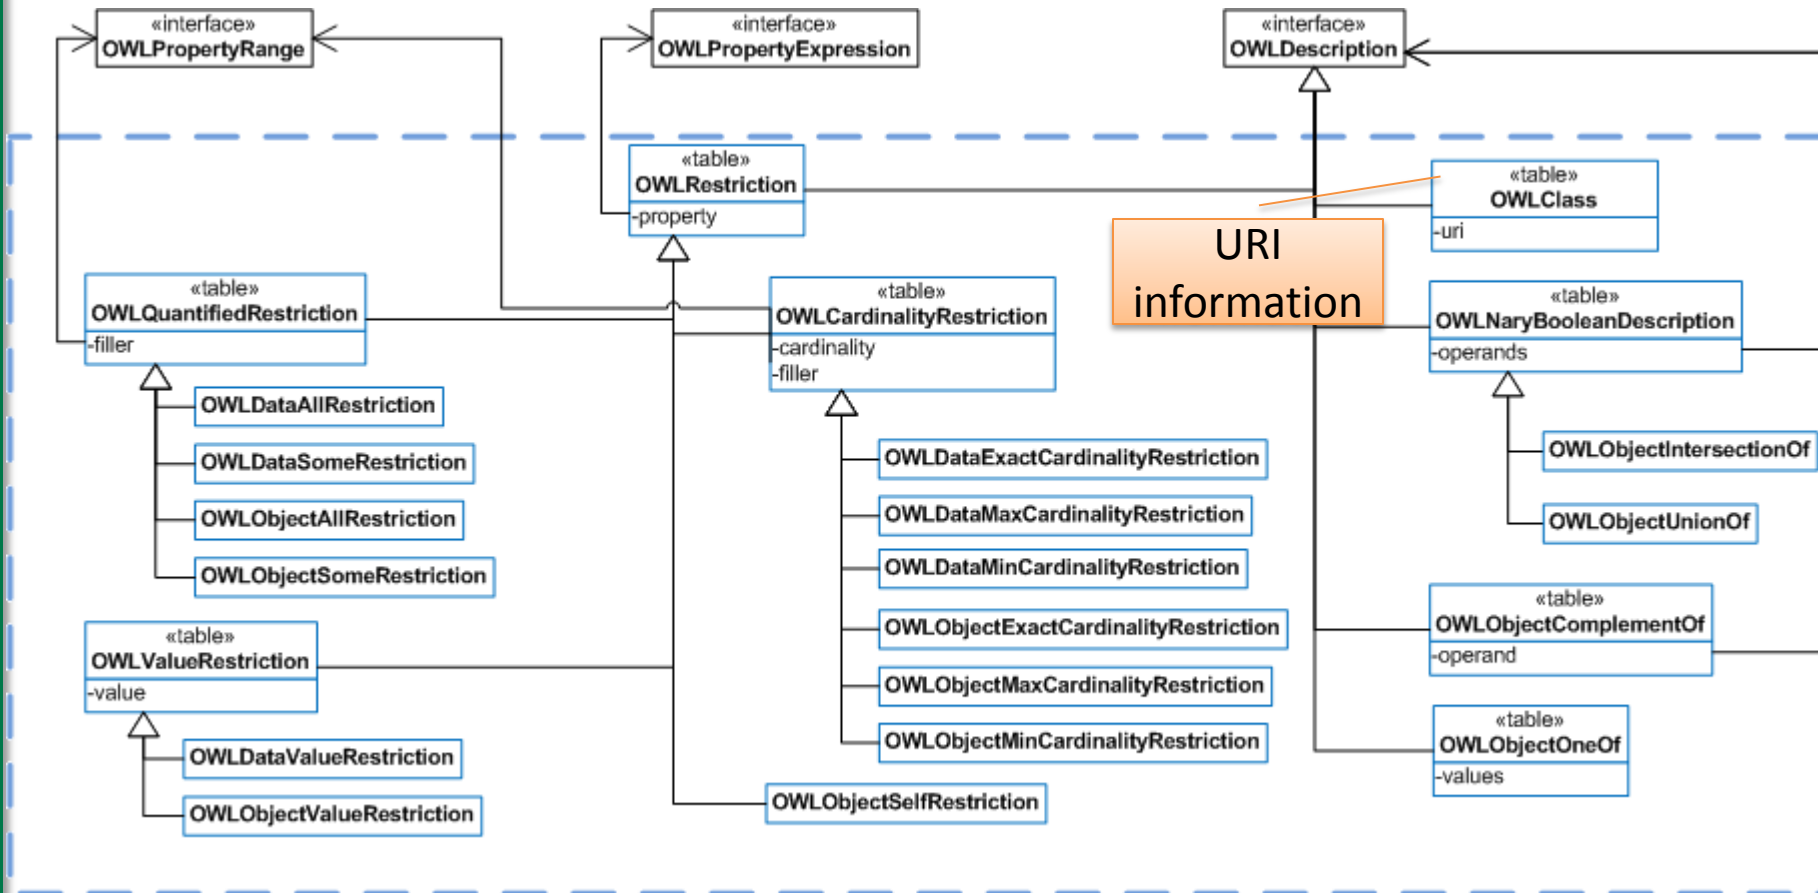 «interface»
OWLPropertyRange
«interface»
OWLPropertyExpression
«interface»
OWLDescription
«table»
OWLRestriction
-property
«table»
OWLClass
-uri
URI
information
«table»
OWLQuantifiedRestriction
-filler
«table»
OWLCardinalityRestriction
-cardinality
-filler
«table»
OWLNaryBooleanDescription
-operands
OWLDataAllRestriction
OWLDataSomeRestriction
OWLObjectAllRestriction
OWLObjectSomeRestriction
OWLDataExactCardinalityRestriction
OWLDataMaxCardinalityRestriction
OWLDataMinCardinalityRestriction
OWLObjectExactCardinalityRestriction
OWLObjectMaxCardinalityRestriction
OWLObjectMinCardinalityRestriction
OWLObjectIntersectionOf
OWLObjectUnionOf
«table»
OWLValueRestriction
-value
OWLDataValueRestriction
OWLObjectValueRestriction
OWLObjectSelfRestriction
«table»
OWLObjectComplementOf
-operand
«table»
OWLObjectOneOf
-values